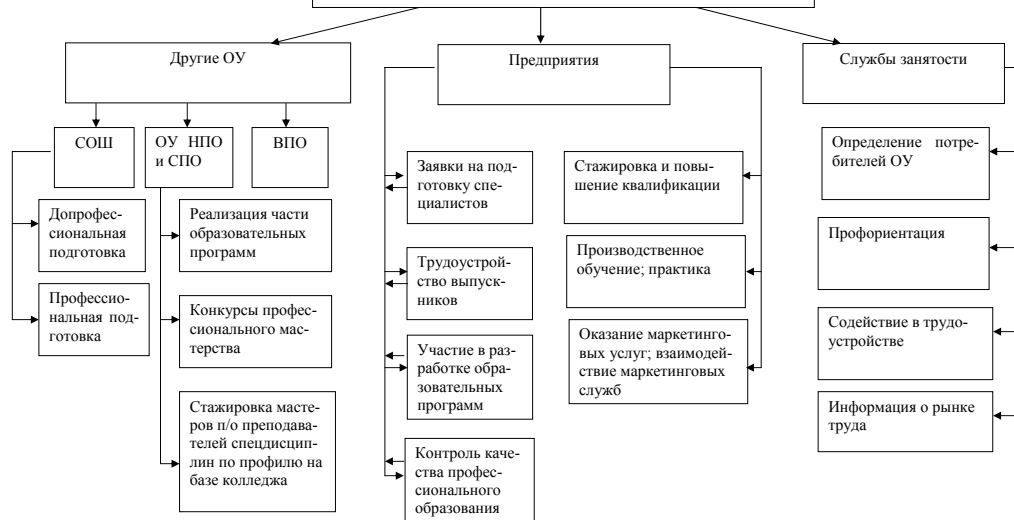 Другие ОУ
Предприятия
Службы занятости
СОШ
ОУ НПО
и СПО
ВПО
Допрофес-
сиональная
подготовка
Профессио-
нальная под-
готовка
Реализация части
образовательных
программ
Конкурсы профес-
сионального мас-
терства
Стажировка масте-
ров п/о преподава-
телей спецдисцип-
лин по профилю на
базе колледжа
Заявки на под-
готовку спе-
циалистов
Трудоустрой-
ство выпуск-
ников
Участие в раз-
работке обра-
зовательных
программ
Контроль каче-
ства профес-
сионального
образования
Стажировка и повы-
шение квалификации
Производственное
обучение; практика
Оказание маркетинго-
вых услуг; взаимодей-
ствие маркетинговых
служб
Определение потре-
бителей ОУ
Профориентация
Содействие в трудо-
устройстве
Информация о рынке
труда